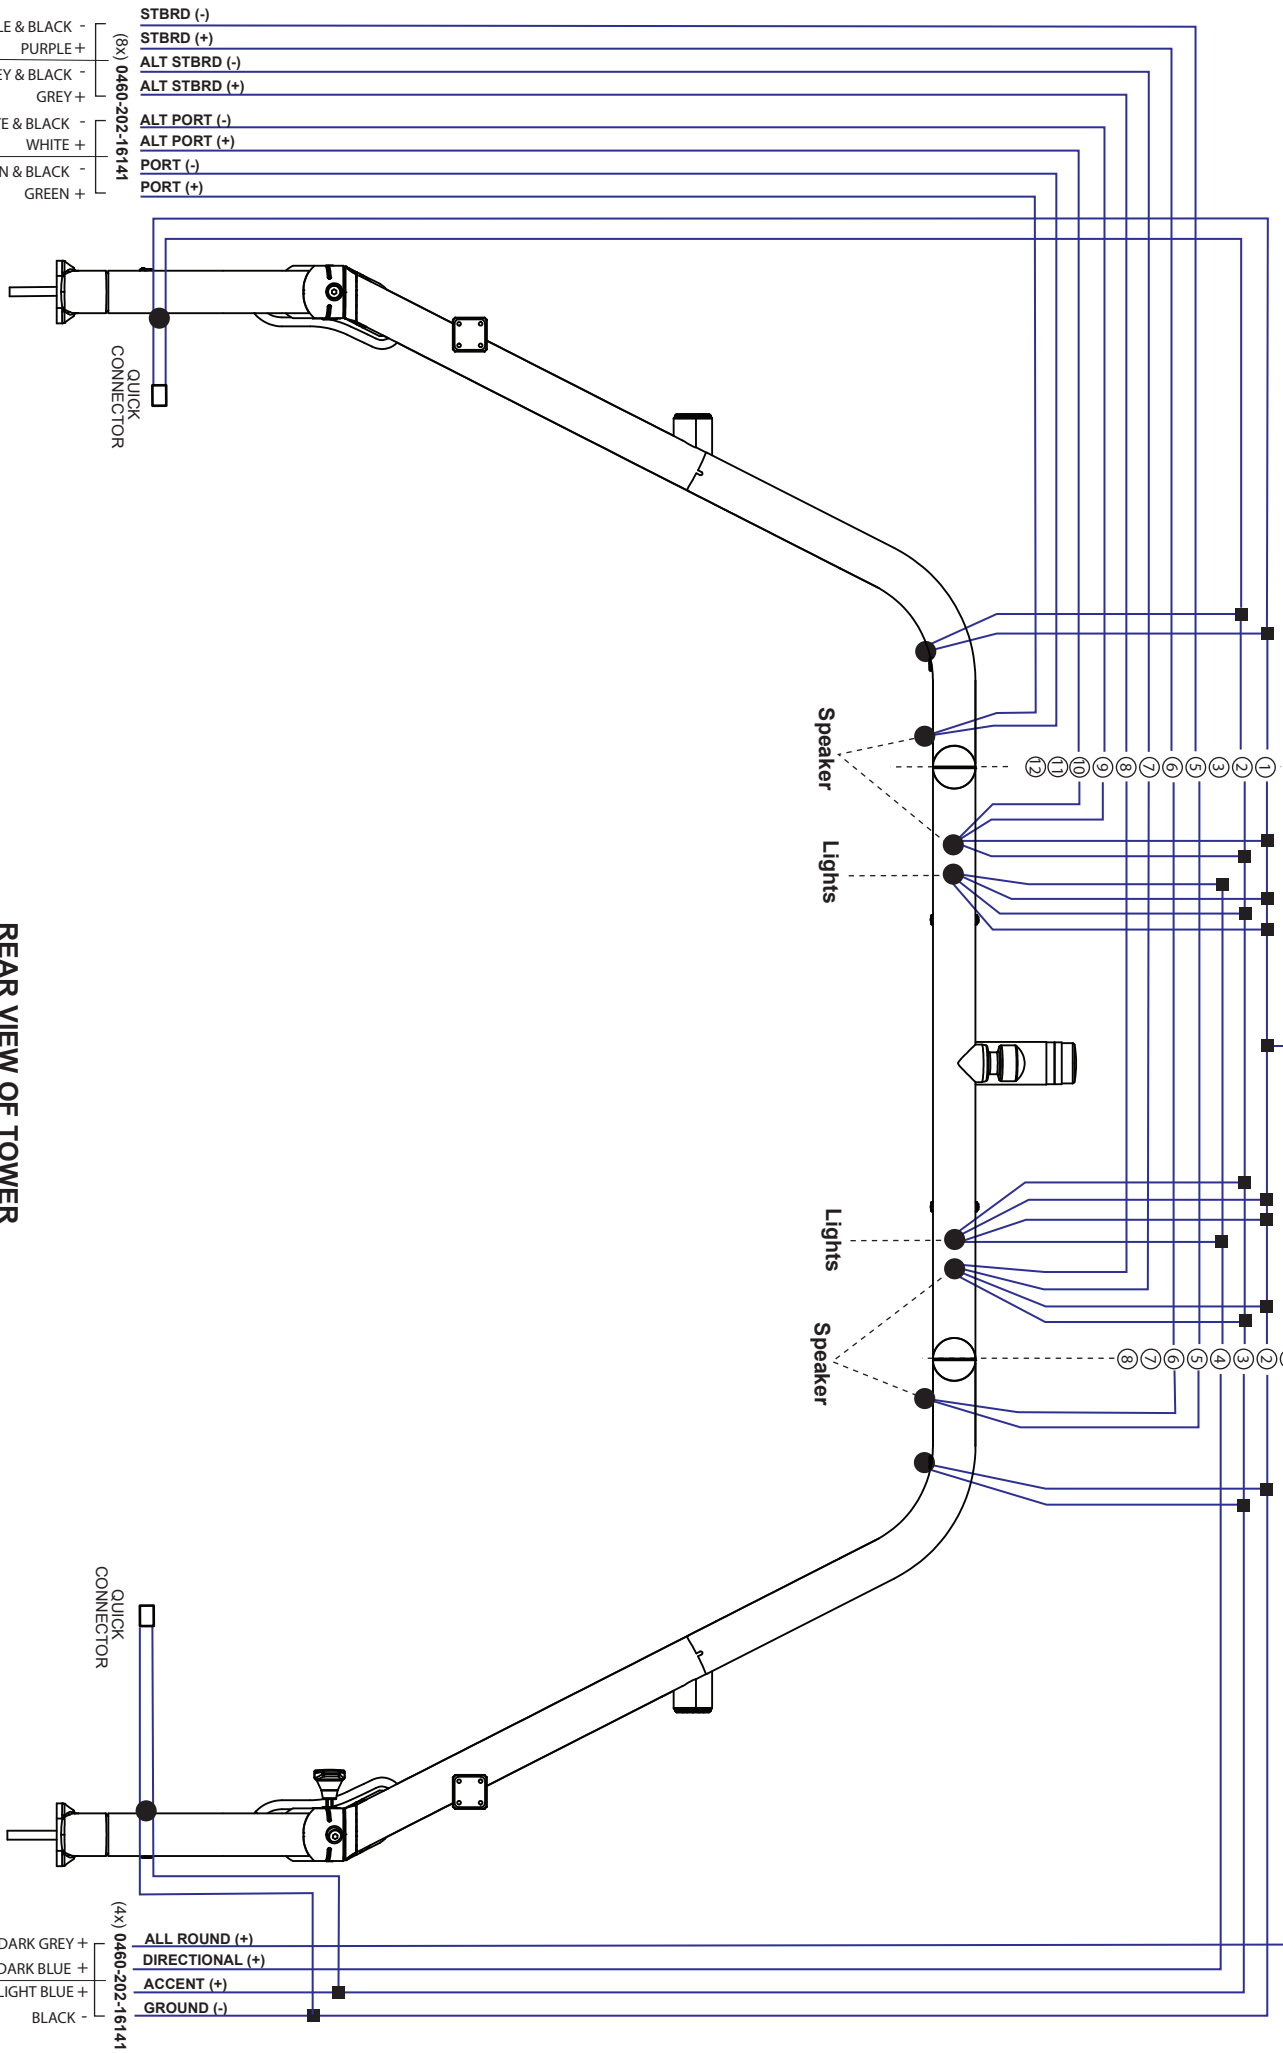 STBRD (-)
& BLACK -
STBRD (+)
PURPLE +
ALT STBRD (-)
& BLACK -
ALT STBRD (+)
GREY +
(8x) 0460-202-16141
ALT PORT (-)
& BLACK -
ALT PORT (+)
WHITE +
PORT (-)
& BLACK -
PORT (+)
GREEN +
QUICK
CONNECTOR
Speaker
12 11 10 9 8 7 6 5 3 2 1
Lights
REAR VIEW OF TOWER
Lights
Speaker
8 7 6 5 4 3 2
QUICK
CONNECTOR
(4x) 0460-202-16141
ALL ROUND (+)
DARK GREY +
DIRECTIONAL (+)
DARK BLUE +
ACCENT (+)
LIGHT BLUE +
GROUND (-)
BLACK -